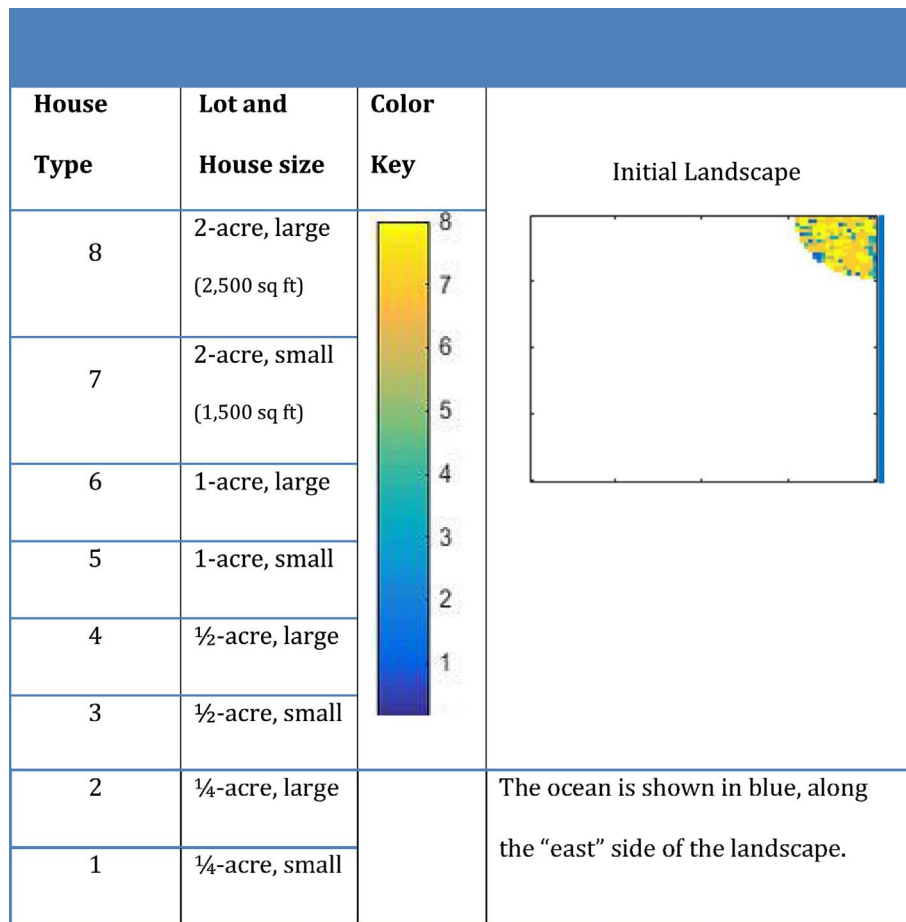 House Type
Lot and House size
Color Key
Initial Landscape
8
2-acre, large
(2,500 sq ft)
7
2-acre, small
(1,500 sq ft)
6
1-acre, large
5
1-acre, small
4
½-acre, large
3
½-acre, small
2
¼-acre, large
1
¼-acre, small
8
7
6
5
4
3
2
1
The ocean is shown in blue, along
the “east” side of the landscape.